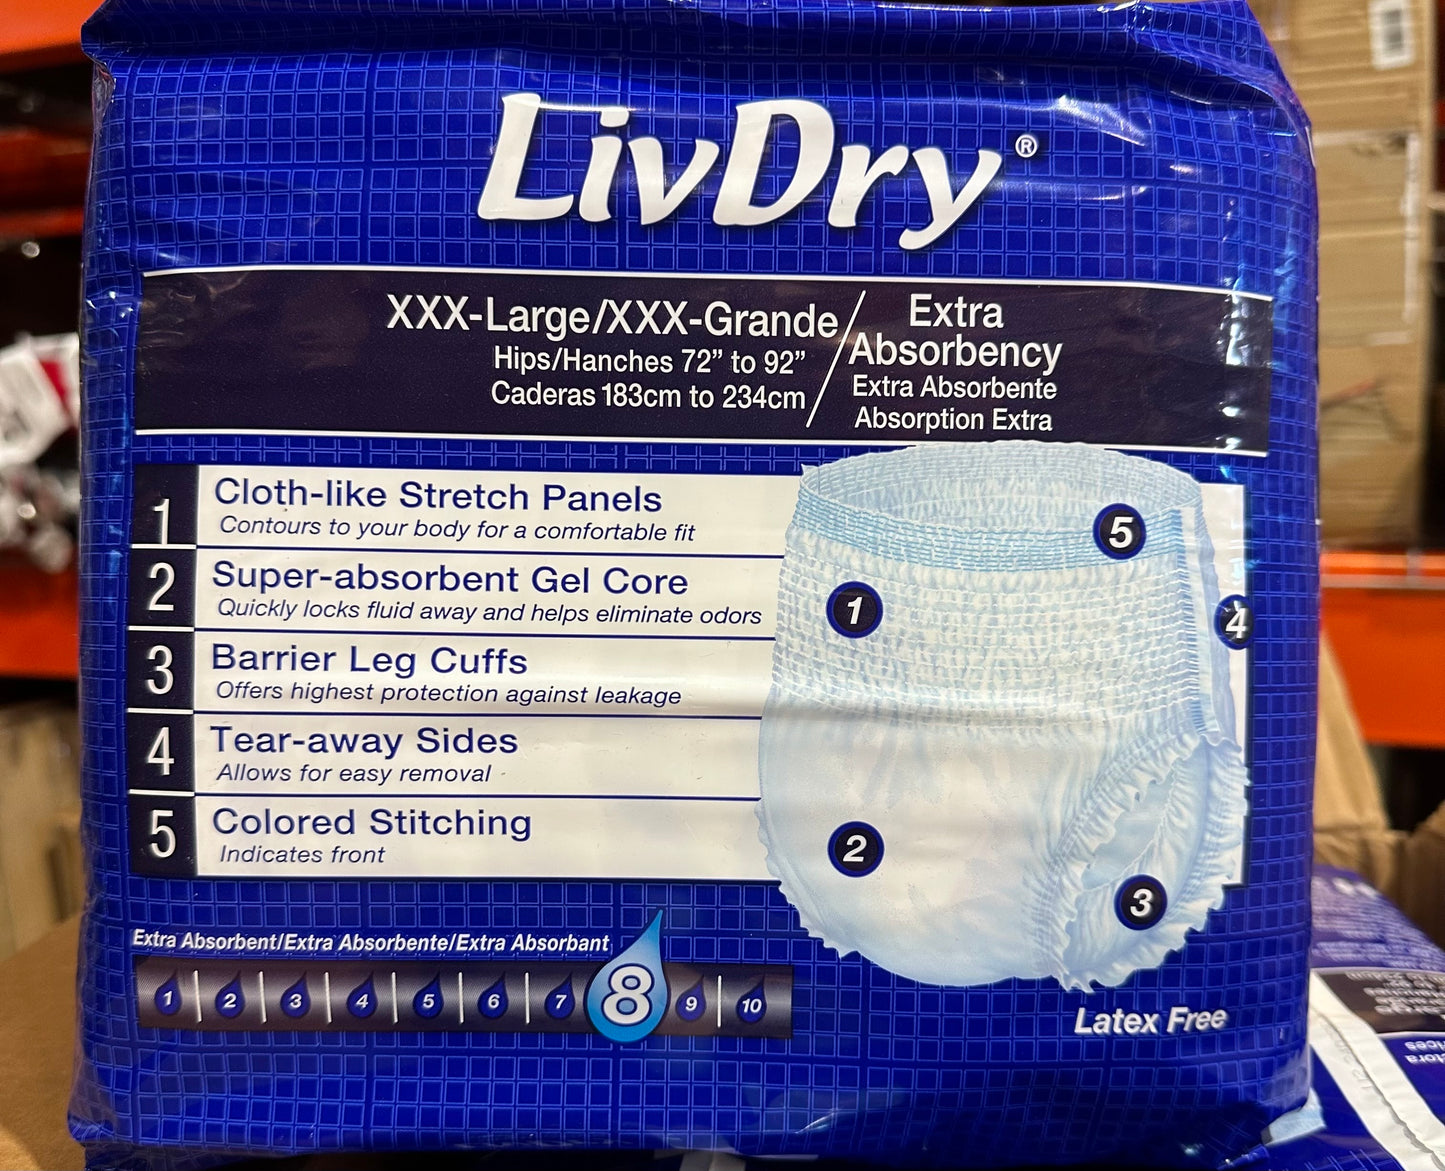 LivDry®
XXX-Large/XXX-Grande
Hips/Hanches 72” to 92”
Caderas 183cm to 234cm
Extra
Absorbency
Extra Absorbente
Absorption Extra
1
Cloth-like Stretch Panels
Contours to your body for a comfortable fit
2
Super-absorbent Gel Core
Quickly locks fluid away and helps eliminate odors
3
Barrier Leg Cuffs
Offers highest protection against leakage
4
Tear-away Sides
Allows for easy removal
5
Colored Stitching
Indicates front
5
1
4
2
3
Extra Absorbent/Extra Absorbente/Extra Absorbant
1 2 3 4 5 6 7 8 9 10
Latex Free